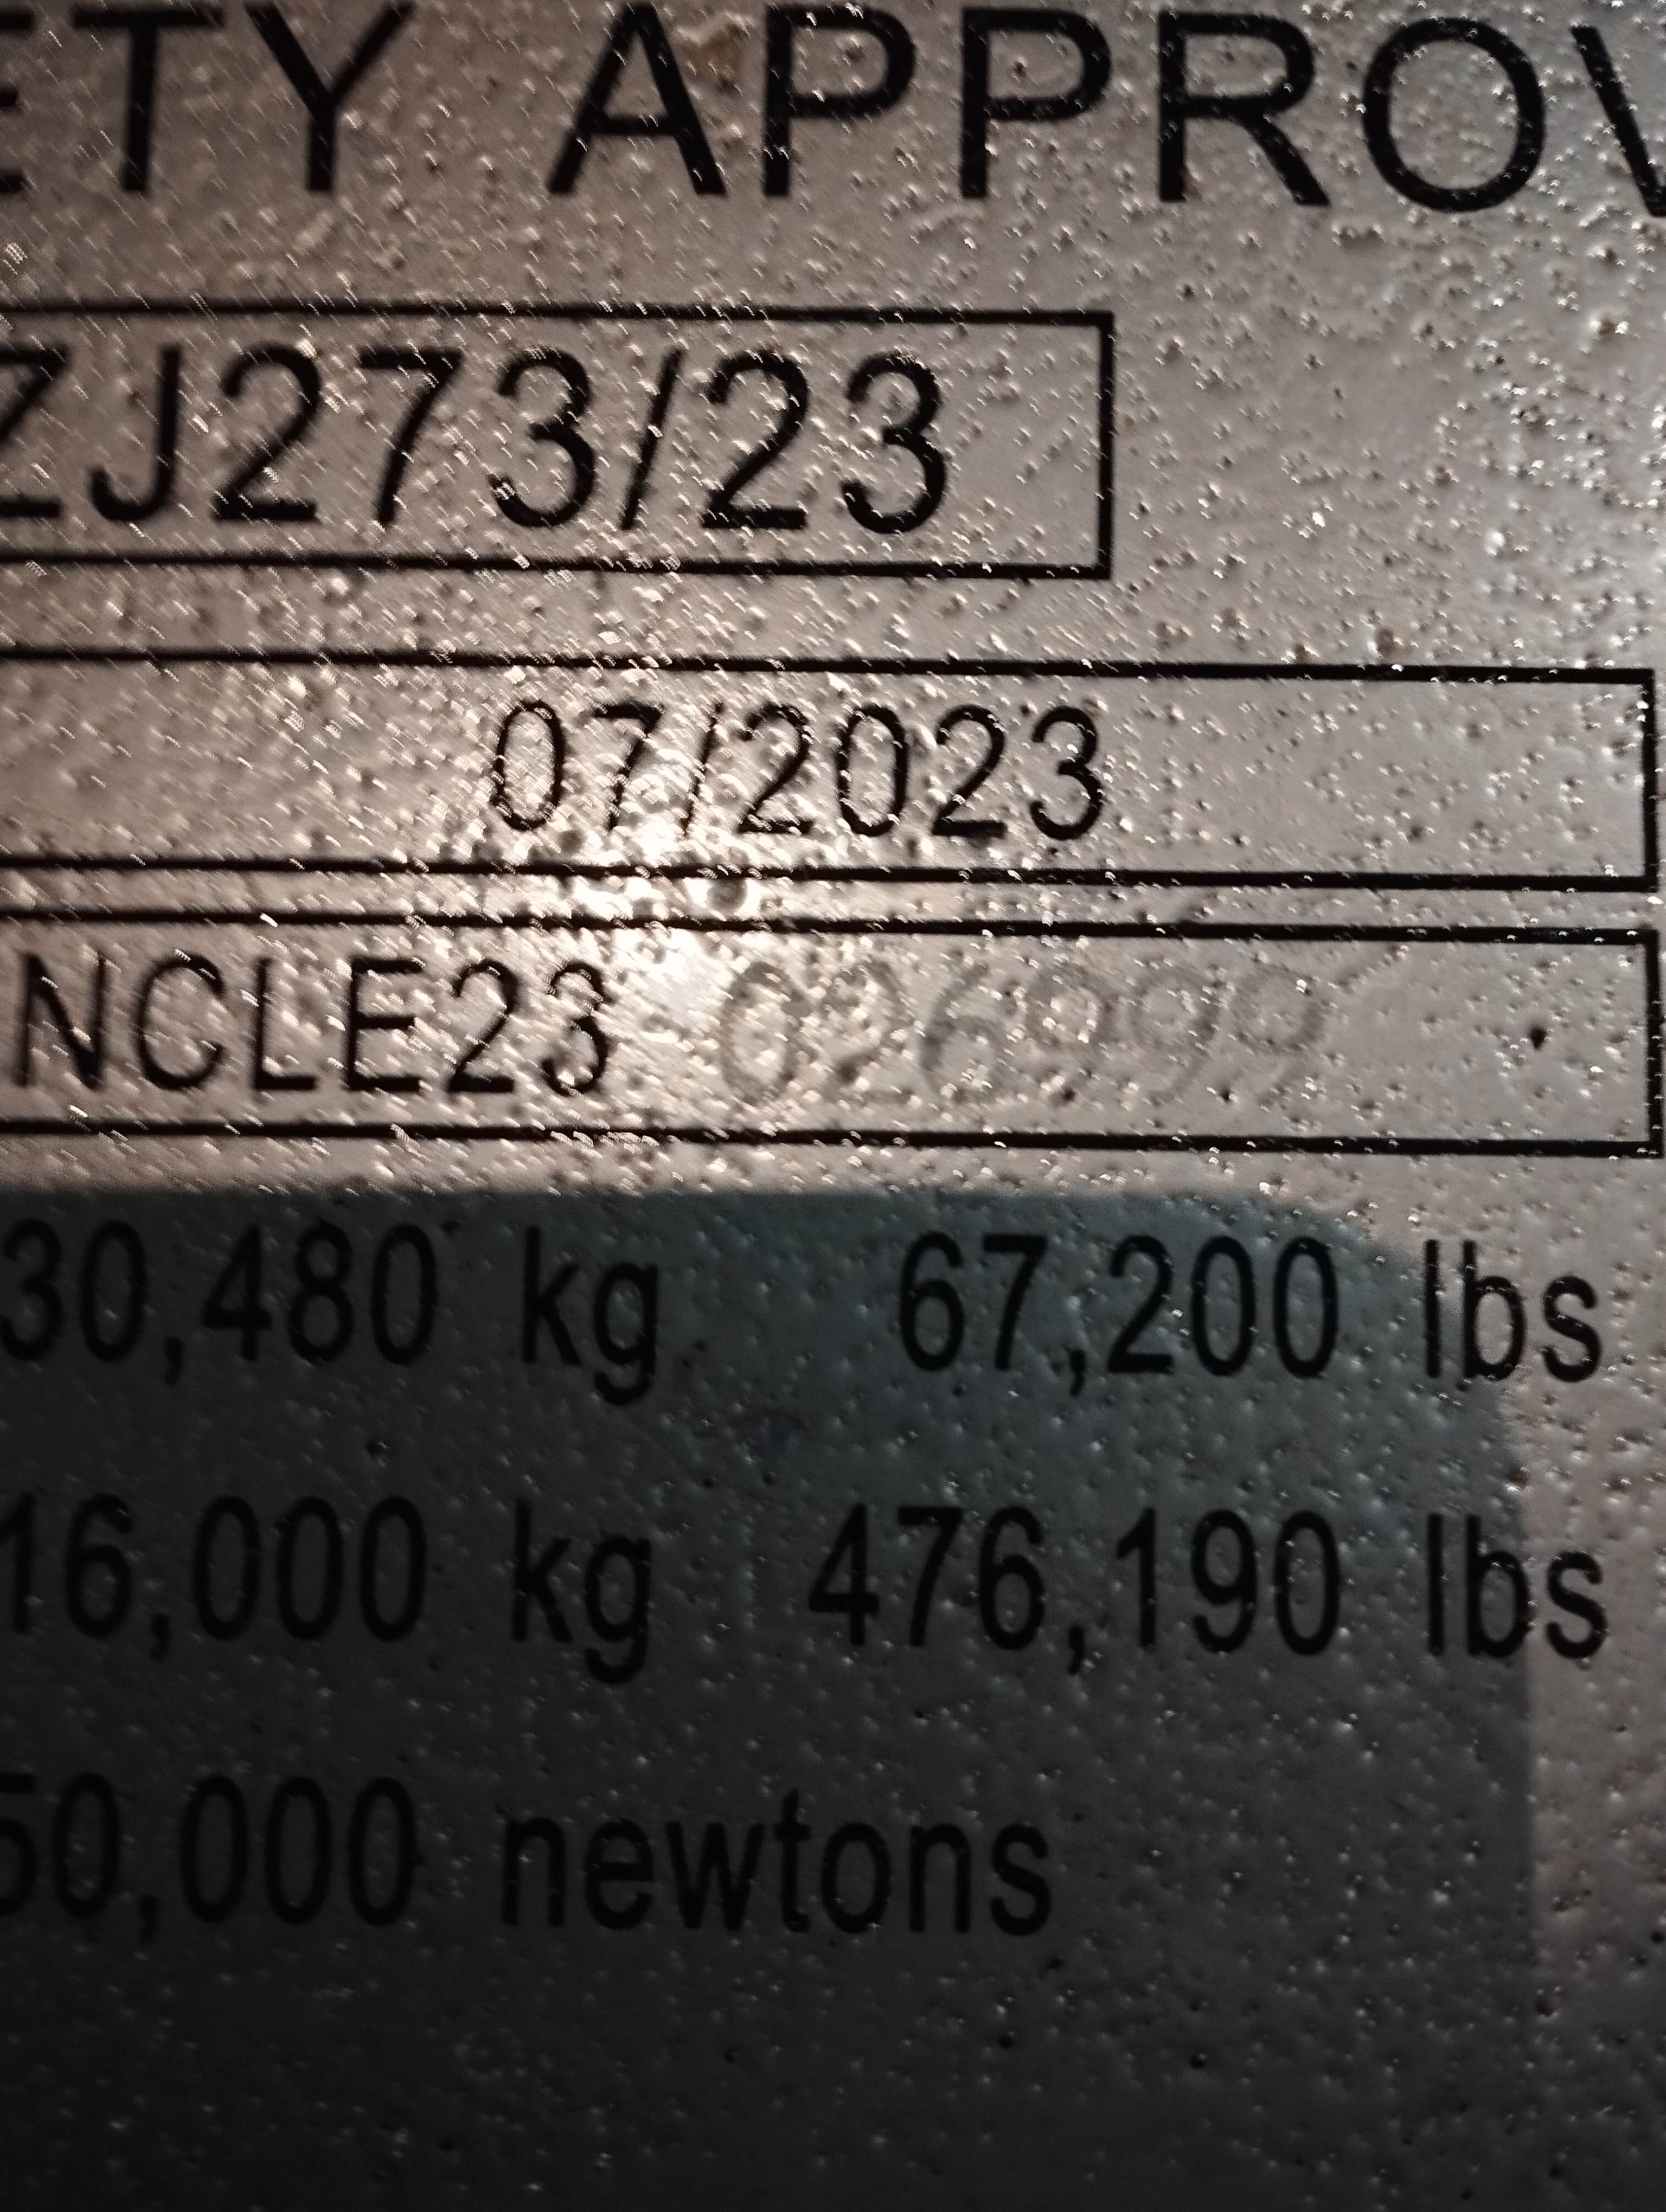 ETY APPROV
ZJ273/23
07/2023
NCLE23 026999
30,480 kg 67,200 lbs
16,000 kg 476,190 lbs
50,000 newtons